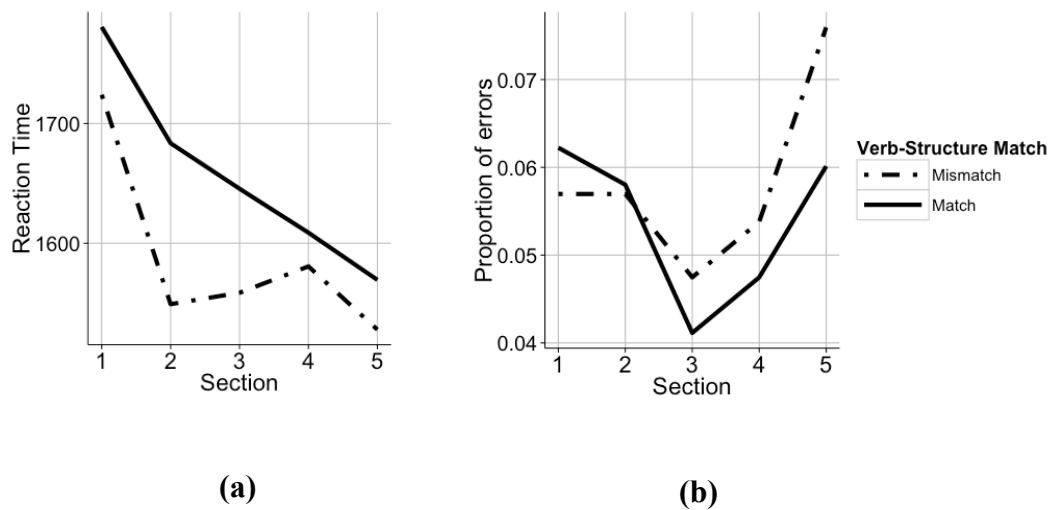 Reaction Time
1700
1600
1 2 3 4 5
Section
(a)
Proportion of errors
0.07
0.06
0.05
0.04
1 2 3 4 5
Section
(b)
Verb-Structure Match
Mismatch
Match